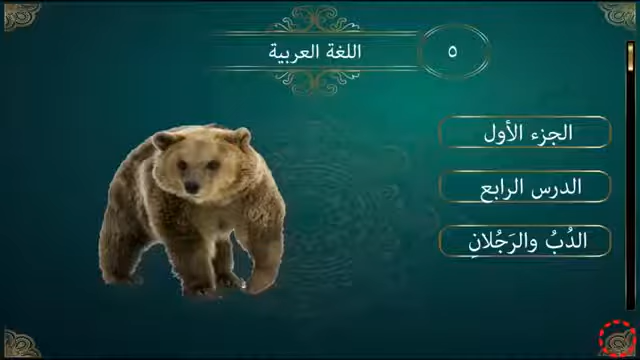 اللغة العربية
٥
الجزء الأول
الدرس الرابع
الدُبُ والرَجُلانِ